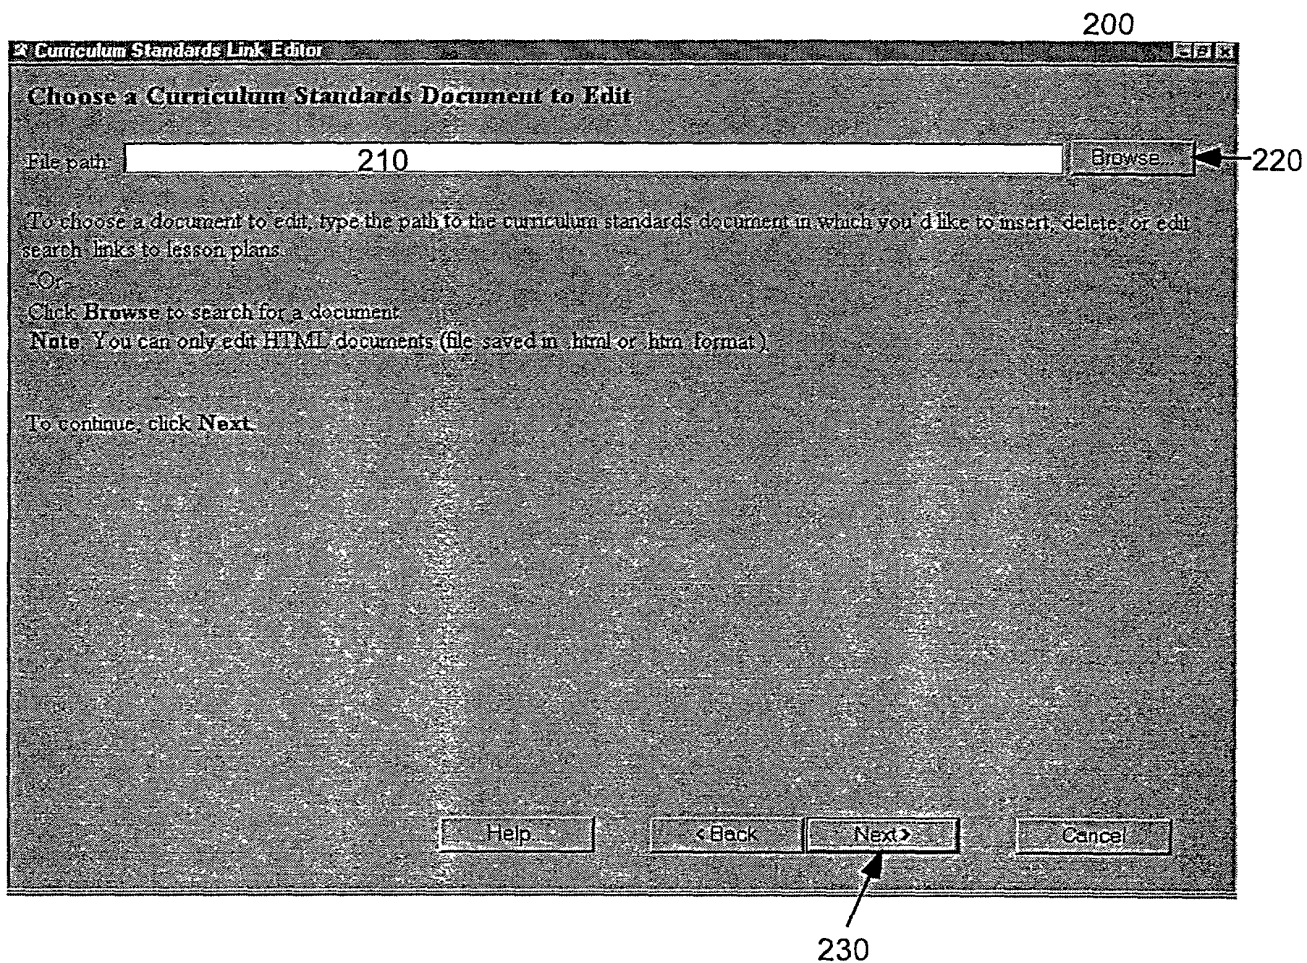 200
Curriculum Standards Link Editor
Choose a Curriculum Standards Document to Edit
File path: 210 Browse... 220
To choose a document to edit, type the path to the curriculum standards document in which you'd like to insert, delete, or edit
search links to lesson plans.
-Or-
Click Browse to search for a document.
Note: You can only edit HTML documents (file saved in .html or .htm format.)
To continue, click Next.
Help... < Back Next > Cancel
230